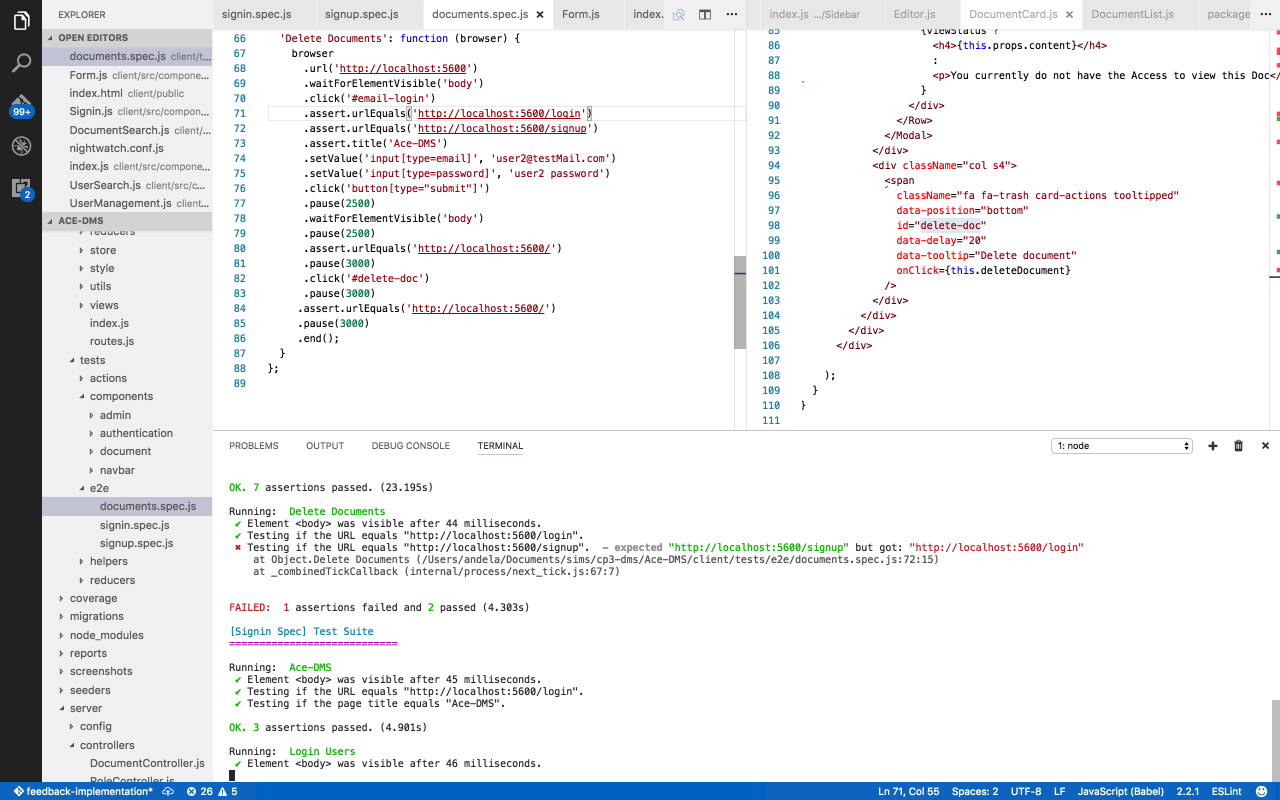 EXPLORER
OPEN EDITORS
documents.spec.js client/t...
Form.js client/src/compone...
index.html client/public
Signin.js client/src/compon...
DocumentSearch.js client/...
nightwatch.conf.js
index.js client/src/compone...
UserSearch.js client/src/c...
UserManagement.js client...
ACE-DMS
reducers
store
style
utils
views
index.js
routes.js
tests
actions
components
admin
authentication
document
navbar
e2e
documents.spec.js
signin.spec.js
signup.spec.js
helpers
reducers
coverage
migrations
node_modules
reports
screenshots
seeders
server
config
controllers
DocumentController.js
RoleController.js
99+
2
signin.spec.js signup.spec.js documents.spec.js × Form.js index. ...
66 'Delete Documents': function (browser) {
67 browser
68 .url('http://localhost:5600')
69 .waitForElementVisible('body')
70 .click('#email-login')
71 .assert.urlEquals('http://localhost:5600/login')
72 .assert.urlEquals('http://localhost:5600/signup')
73 .assert.title('Ace-DMS')
74 .setValue('input[type=email]', 'user2@testMail.com')
75 .setValue('input[type=password]', 'user2 password')
76 .click('button[type="submit"]')
77 .pause(2500)
78 .waitForElementVisible('body')
79 .pause(2500)
80 .assert.urlEquals('http://localhost:5600/')
81 .pause(3000)
82 .click('#delete-doc')
83 .pause(3000)
84 .assert.urlEquals('http://localhost:5600/')
85 .pause(3000)
86 .end();
87 }
88 };
89
index.js .../Sidebar Editor.js DocumentCard.js × DocumentList.js package ...
85 {viewStatus ?
86 <h4>{this.props.content}</h4>
87 :
88 <p>You currently do not have the Access to view this Doc</
89 }
90 </div>
91 </Row>
92 </Modal>
93 </div>
94 <div className="col s4">
95 <span
96 className="fa fa-trash card-actions tooltipped"
97 data-position="bottom"
98 id="delete-doc"
99 data-delay="20"
100 data-tooltip="Delete document"
101 onClick={this.deleteDocument}
102 />
103 </div>
104 </div>
105 </div>
106 </div>
107
108 );
109 }
110 }
111
PROBLEMS OUTPUT DEBUG CONSOLE TERMINAL 1: node
OK. 7 assertions passed. (23.195s)
Running: Delete Documents
✔ Element <body> was visible after 44 milliseconds.
✔ Testing if the URL equals "http://localhost:5600/login".
✖ Testing if the URL equals "http://localhost:5600/signup". – expected "http://localhost:5600/signup" but got: "http://localhost:5600/login"
at Object.Delete Documents (/Users/andela/Documents/sims/cp3-dms/Ace-DMS/client/tests/e2e/documents.spec.js:72:15)
at _combinedTickCallback (internal/process/next_tick.js:67:7)
FAILED: 1 assertions failed and 2 passed (4.303s)
[Signin Spec] Test Suite
============================
Running: Ace-DMS
✔ Element <body> was visible after 45 milliseconds.
✔ Testing if the URL equals "http://localhost:5600/login".
✔ Testing if the page title equals "Ace-DMS".
OK. 3 assertions passed. (4.901s)
Running: Login Users
✔ Element <body> was visible after 46 milliseconds.
feedback-implementation* 26 5 Ln 71, Col 55 Spaces: 2 UTF-8 LF JavaScript (Babel) 2.2.1 ESLint